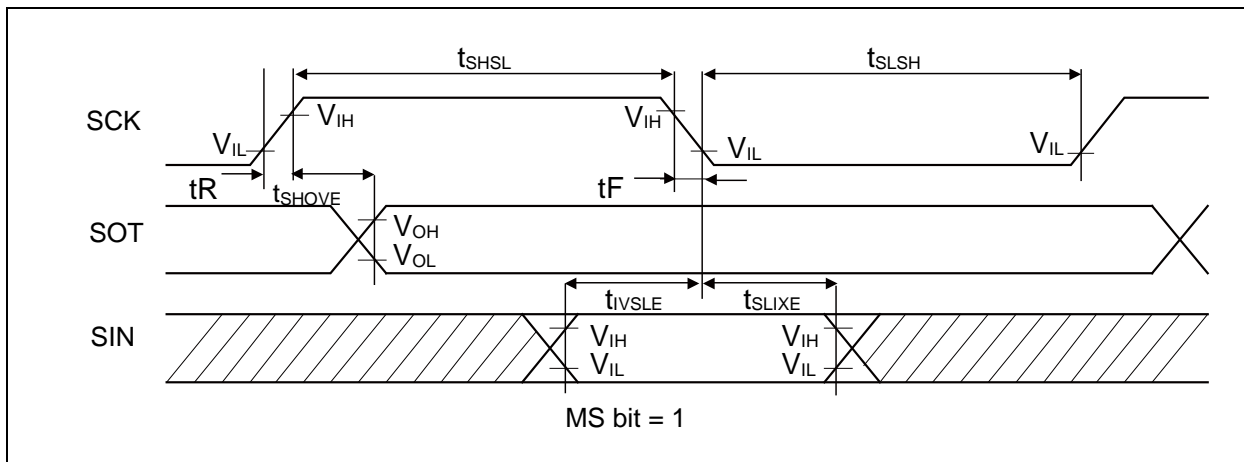 tSHSL
tSLSH
SCK
VIH
VIH
VIL
VIL
VIL
tR
tSHOVE
tF
SOT
VOH
VOL
tIVSLE
tSLIXE
SIN
VIH
VIH
VIL
VIL
MS bit = 1